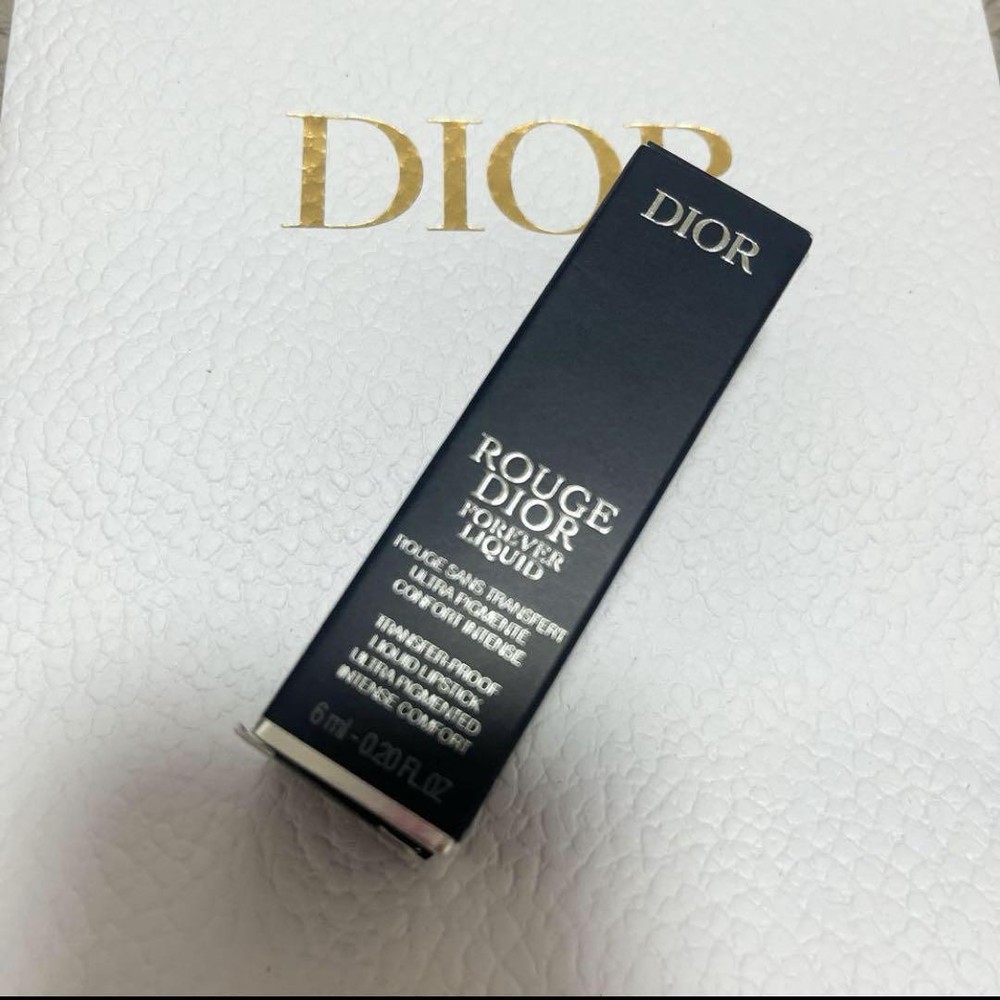 DIOR
DIOR
ROUGE
DIOR
FOREVER
LIQUID
ROUGE SANS TRANSFERT
ULTRA PIGMENTÉ
CONFORT INTENSE
TRANSFER-PROOF
LIQUID LIPSTICK
ULTRA PIGMENTED
INTENSE COMFORT
6 ml - 0.20 FL. OZ